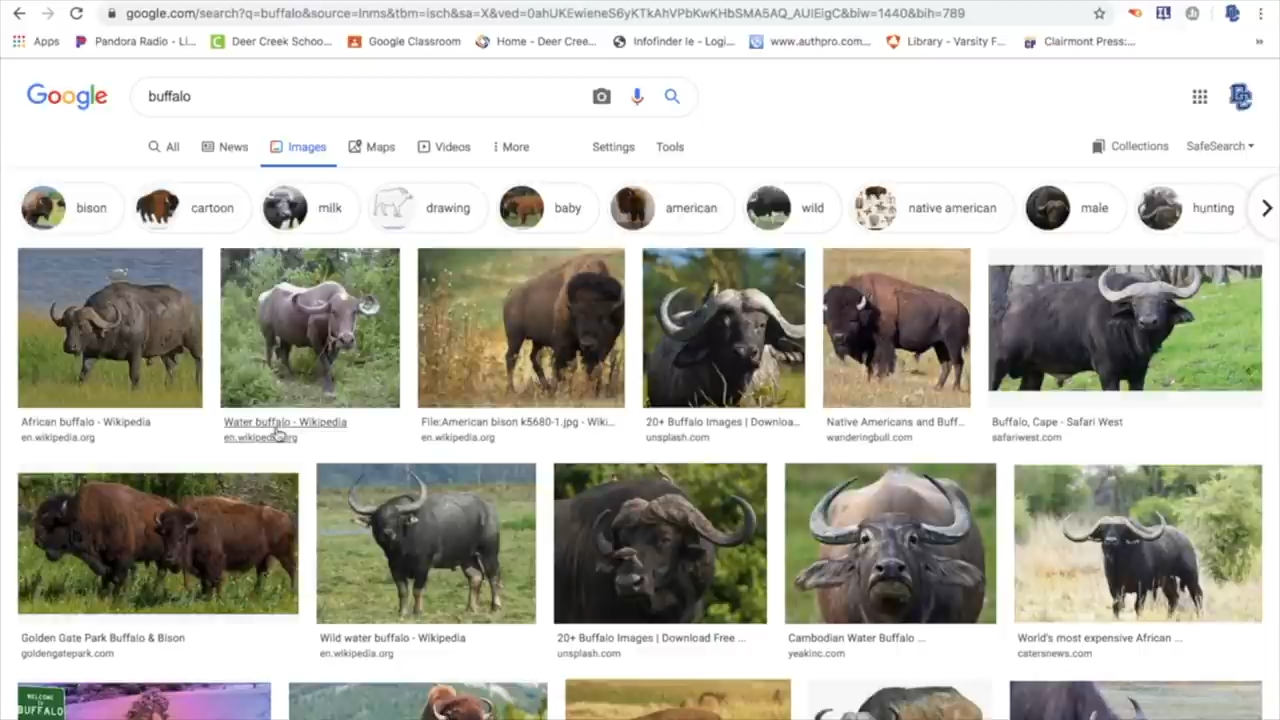 google.com/search?q=buffalo&source=lnms&tbm=isch&sa=X&ved=0ahUKEwieneS6yKTkAhVPbKwKHbSMA5AQ_AUIEigC&biw=1440&bih=789
Apps Pandora Radio - Li... Deer Creek Schoo... Google Classroom Home - Deer Cree... Infofinder le - Logi... www.authpro.com... Library - Varsity F... Clairmont Press:... »
Google buffalo
All News Images Maps Videos More Settings Tools Collections SafeSearch
bison cartoon milk drawing baby american wild native american male hunting
African buffalo - Wikipedia
en.wikipedia.org
Water buffalo - Wikipedia
en.wikipedia.org
File:American bison k5680-1.jpg - Wiki...
en.wikipedia.org
20+ Buffalo Images | Downloa...
unsplash.com
Native Americans and Buff...
wanderingbull.com
Buffalo, Cape - Safari West
safariwest.com
Golden Gate Park Buffalo & Bison
goldengatepark.com
Wild water buffalo - Wikipedia
en.wikipedia.org
20+ Buffalo Images | Download Free ...
unsplash.com
Cambodian Water Buffalo ...
yeakinc.com
World's most expensive African ...
catersnews.com
WELCOME
TO
BUFFALO